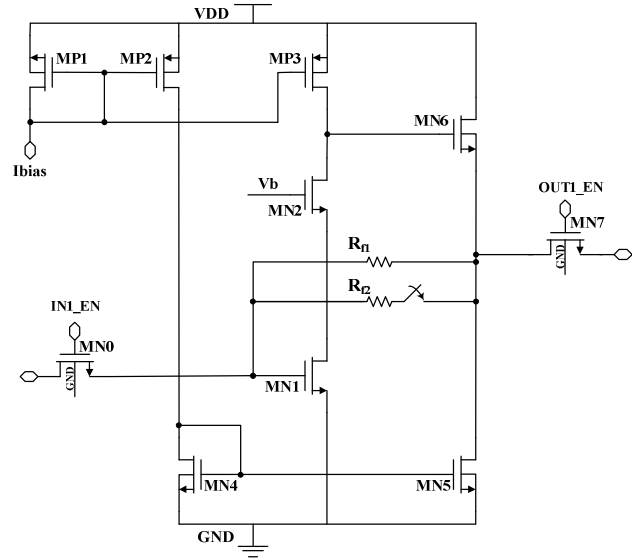 VDD
MP1
MP2
MP3
MN6
Ibias
Vb
MN2
OUT1_EN
MN7
GND
Rf1
Rf2
IN1_EN
MN0
GND
MN1
MN4
MN5
GND